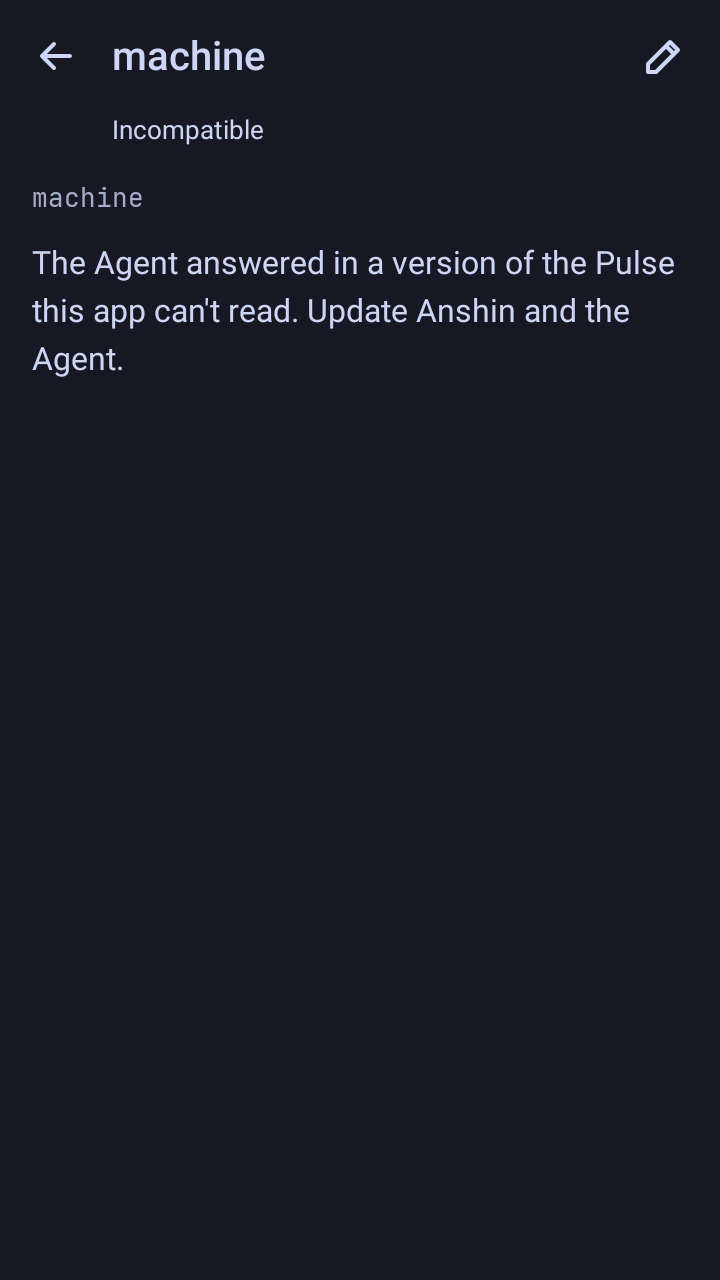 machine
Incompatible
machine
The Agent answered in a version of the Pulse
this app can't read. Update Anshin and the
Agent.